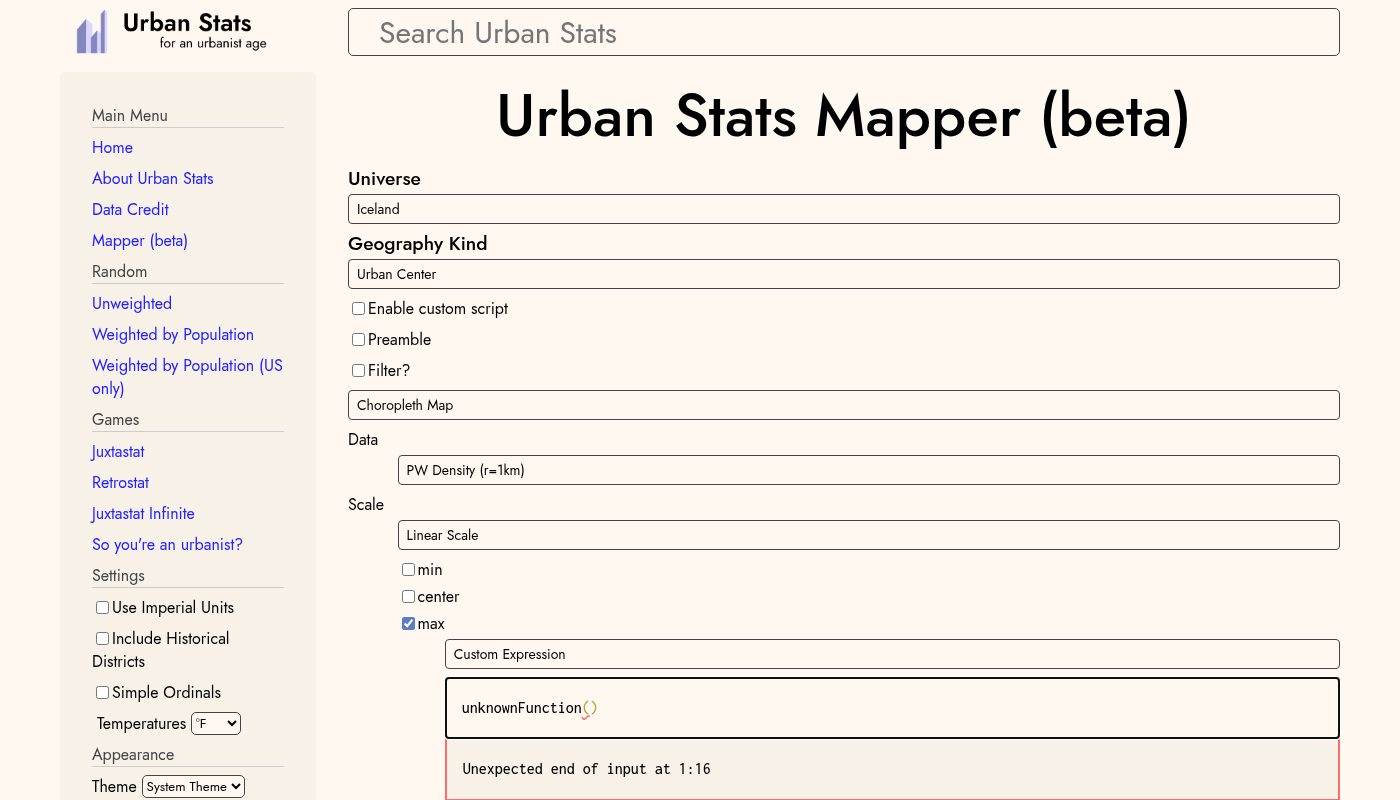 Urban Stats
for an urbanist age
Search Urban Stats
Main Menu
Home
About Urban Stats
Data Credit
Mapper (beta)
Random
Unweighted
Weighted by Population
Weighted by Population (US
only)
Games
Juxtastat
Retrostat
Juxtastat Infinite
So you're an urbanist?
Settings
Use Imperial Units
Include Historical
Districts
Simple Ordinals
Temperatures °F
Appearance
Theme System Theme
Urban Stats Mapper (beta)
Universe
Iceland
Geography Kind
Urban Center
Enable custom script
Preamble
Filter?
Choropleth Map
Data
PW Density (r=1km)
Scale
Linear Scale
min
center
max
Custom Expression
unknownFunction()
Unexpected end of input at 1:16